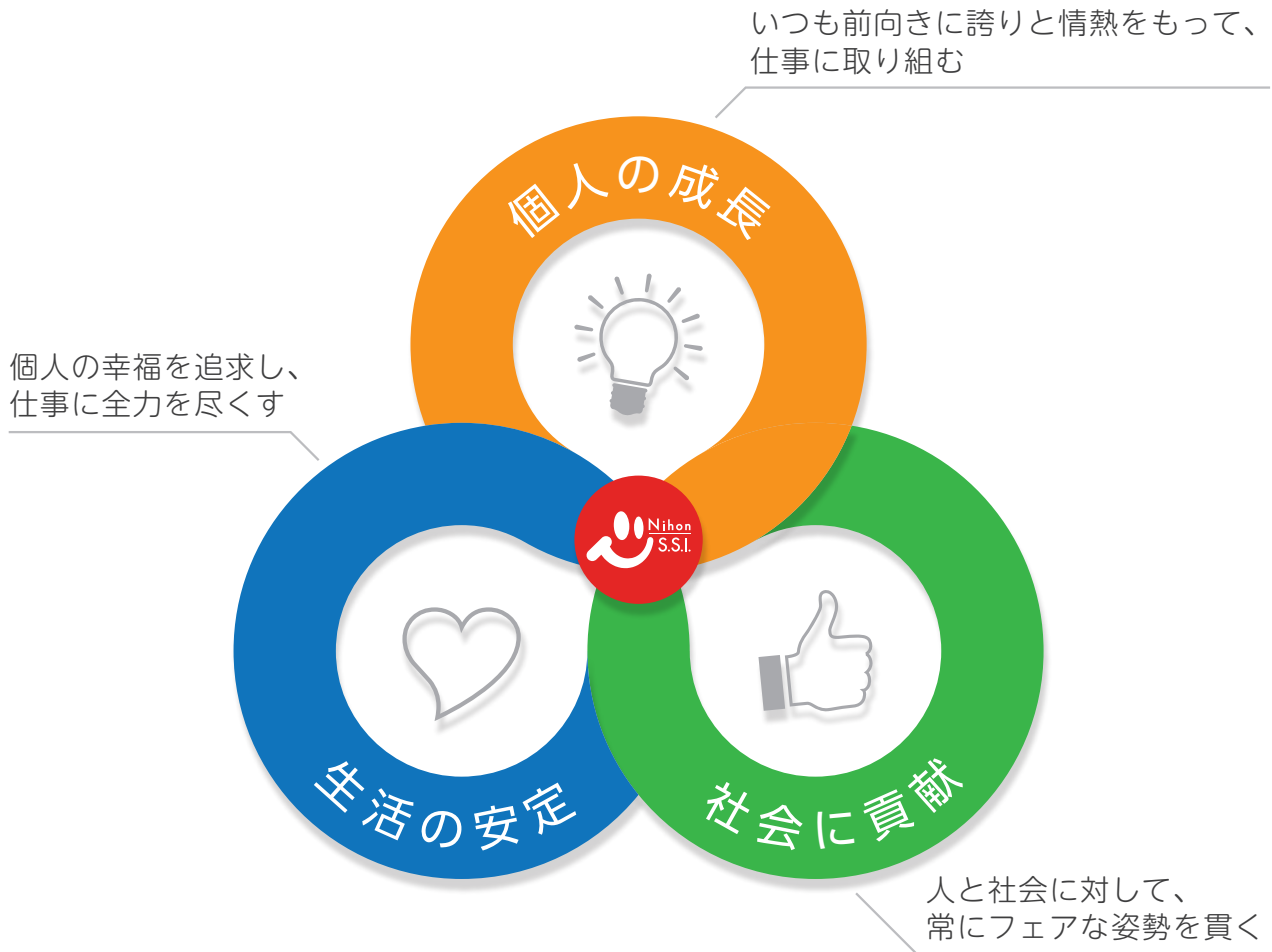 いつも前向きに誇りと情熱をもって、
仕事に取り組む
個人の成長
個人の幸福を追求し、
仕事に全力を尽くす
Nihon
S.S.I.
生活の安定
社会に貢献
人と社会に対して、
常にフェアな姿勢を貫く